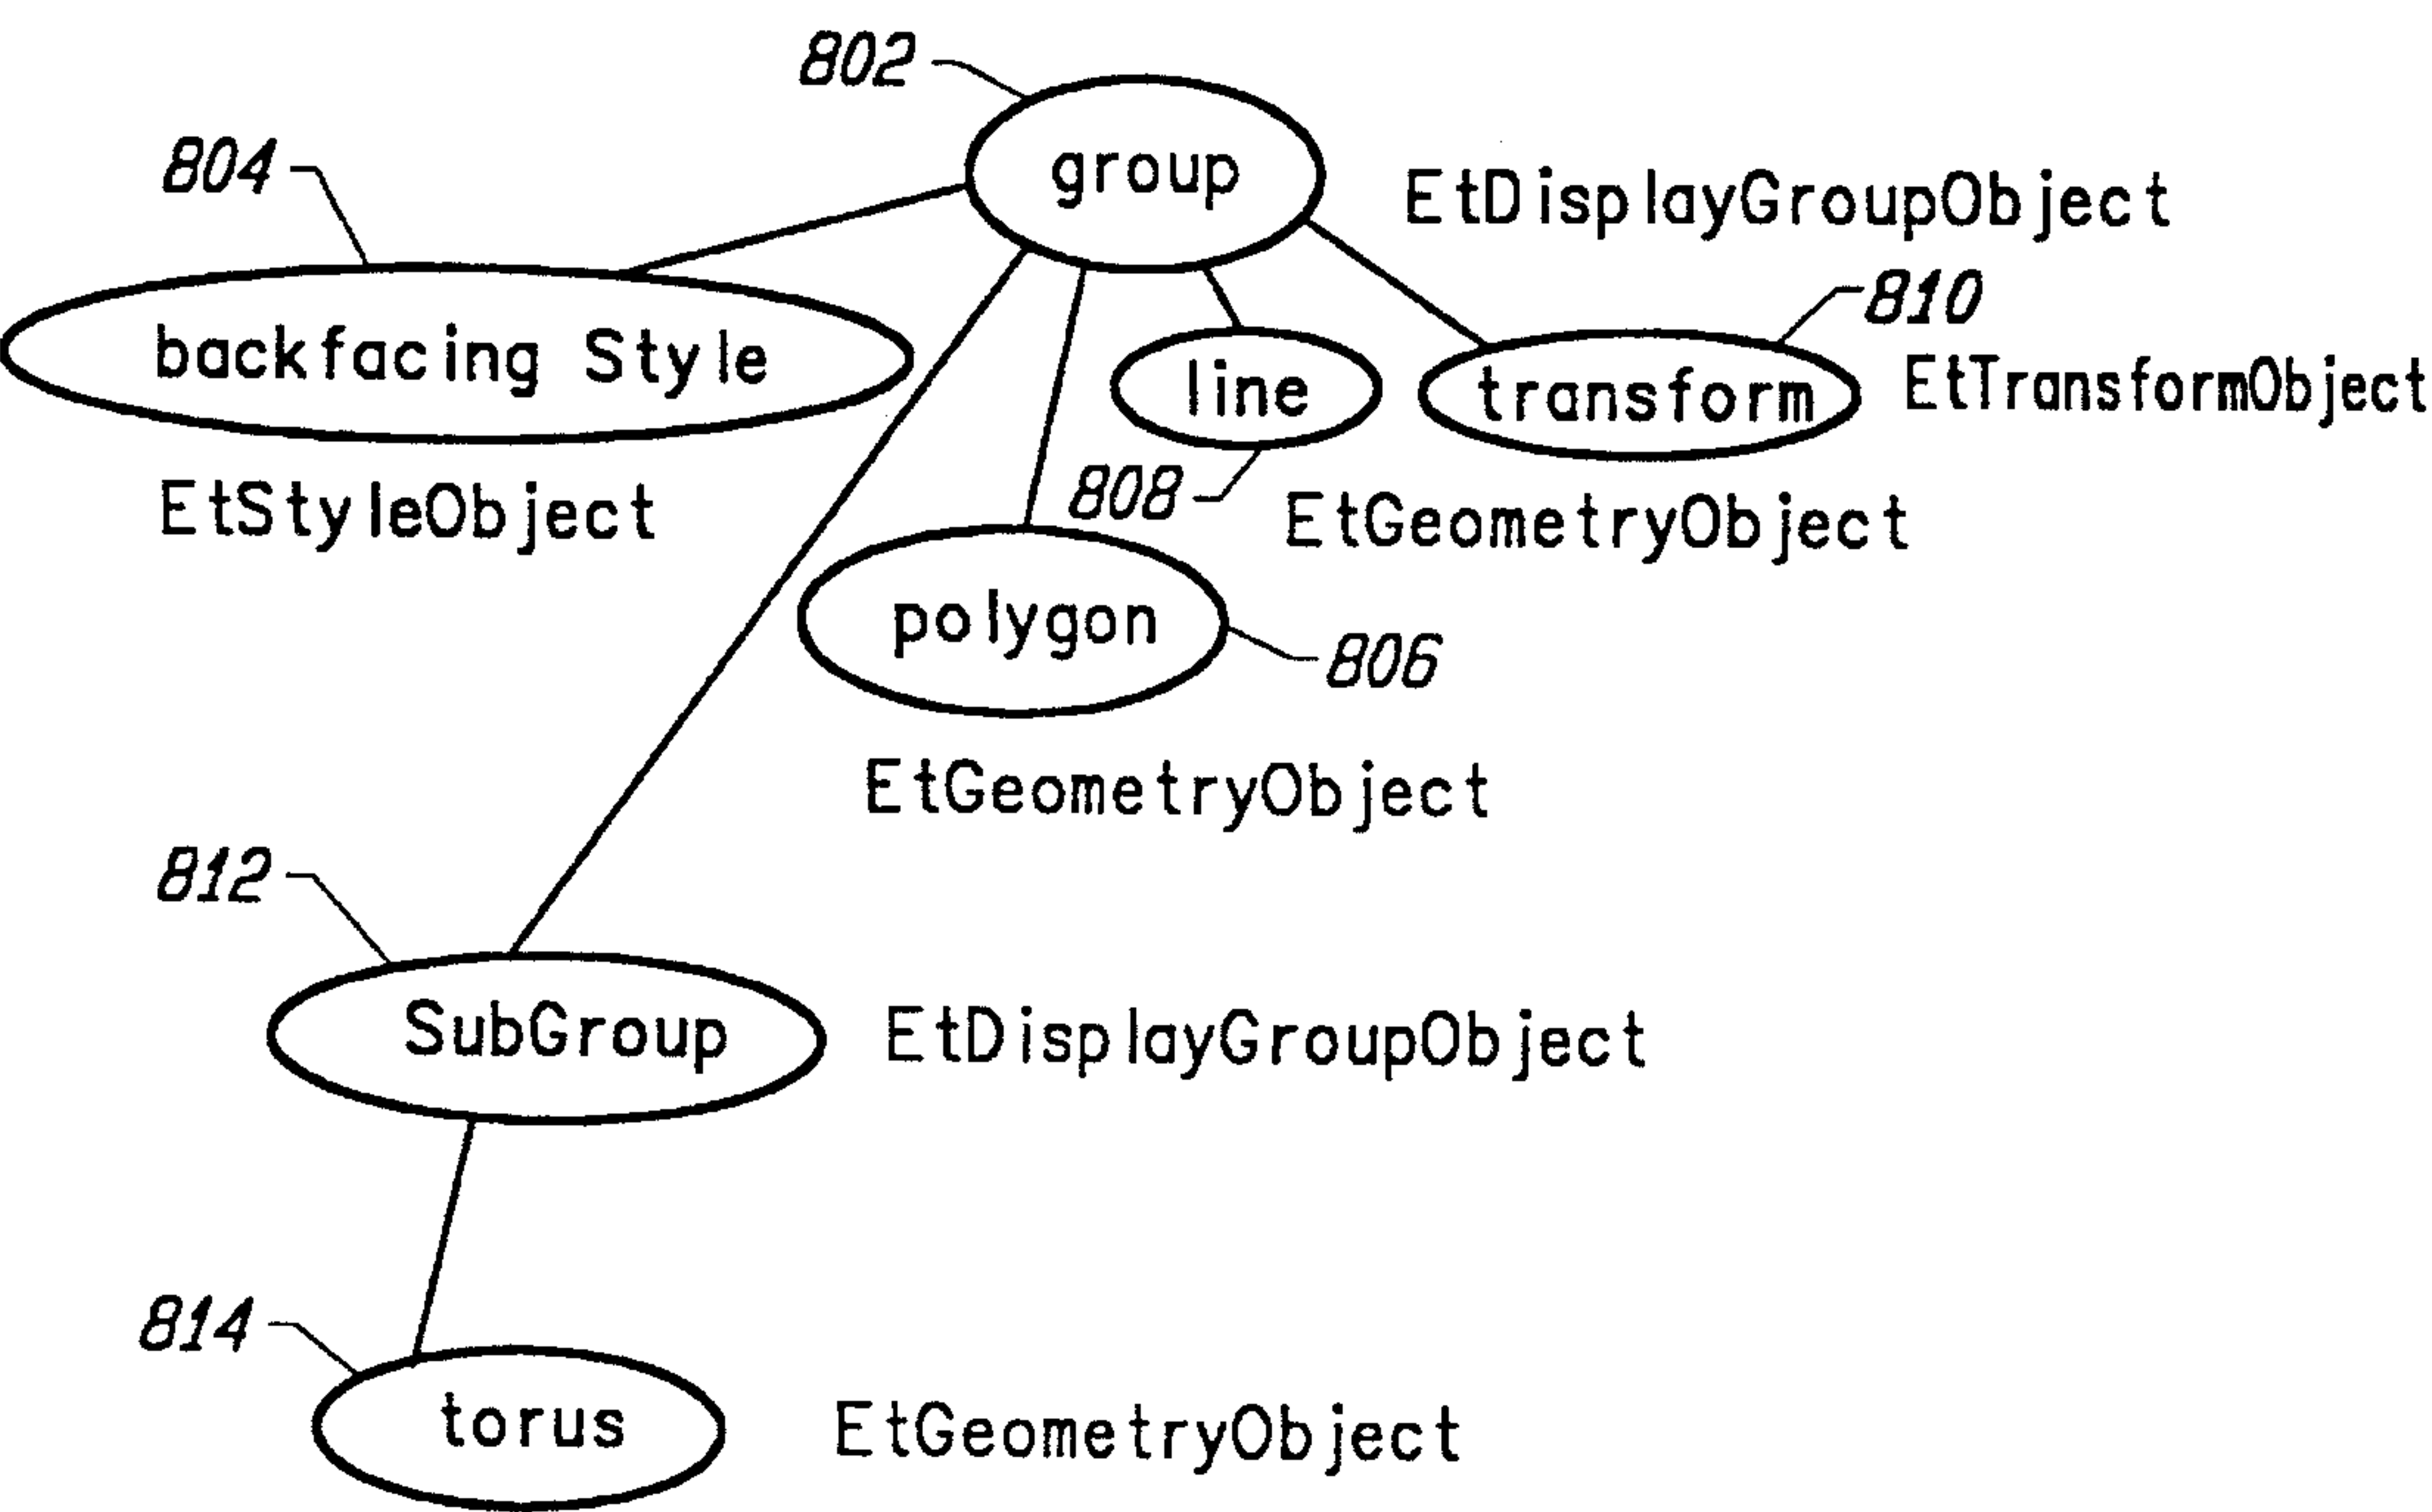 802
group
804
EtDisplayGroupObject
810
backfacing Style
line
transform
EtTransformObject
808
EtStyleObject
EtGeometryObject
polygon
806
EtGeometryObject
812
SubGroup
EtDisplayGroupObject
814
torus
EtGeometryObject